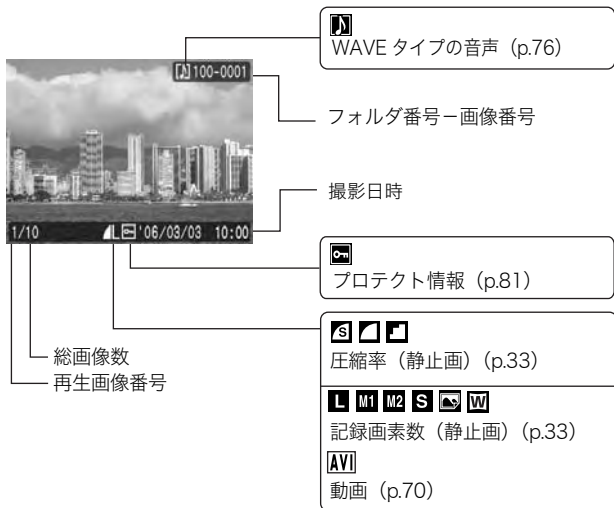 WAVE タイプの音声（p.76）
100-0001
フォルダ番号－画像番号
撮影日時
1/10 L '06/03/03 10:00
プロテクト情報（p.81）
総画像数
再生画像番号
S
圧縮率（静止画）（p.33）
L M1 M2 S W
記録画素数（静止画）（p.33）
AVI
動画（p.70）